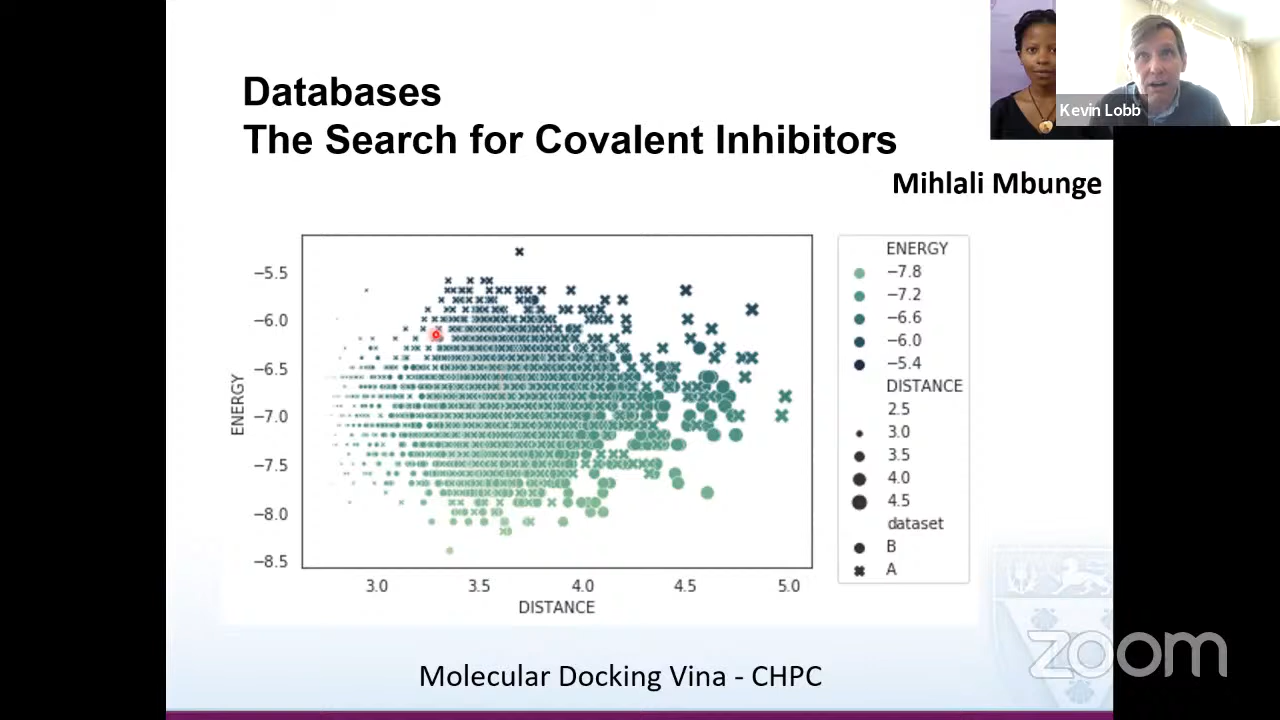 Databases
The Search for Covalent Inhibitors
Kevin Lobb
Mihlali Mbunge
ENERGY
−5.5
−6.0
−6.5
−7.0
−7.5
−8.0
−8.5
3.0 3.5 4.0 4.5 5.0
DISTANCE
ENERGY
−7.8
−7.2
−6.6
−6.0
−5.4
DISTANCE
2.5
3.0
3.5
4.0
4.5
dataset
B
A
Molecular Docking Vina - CHPC
zoom